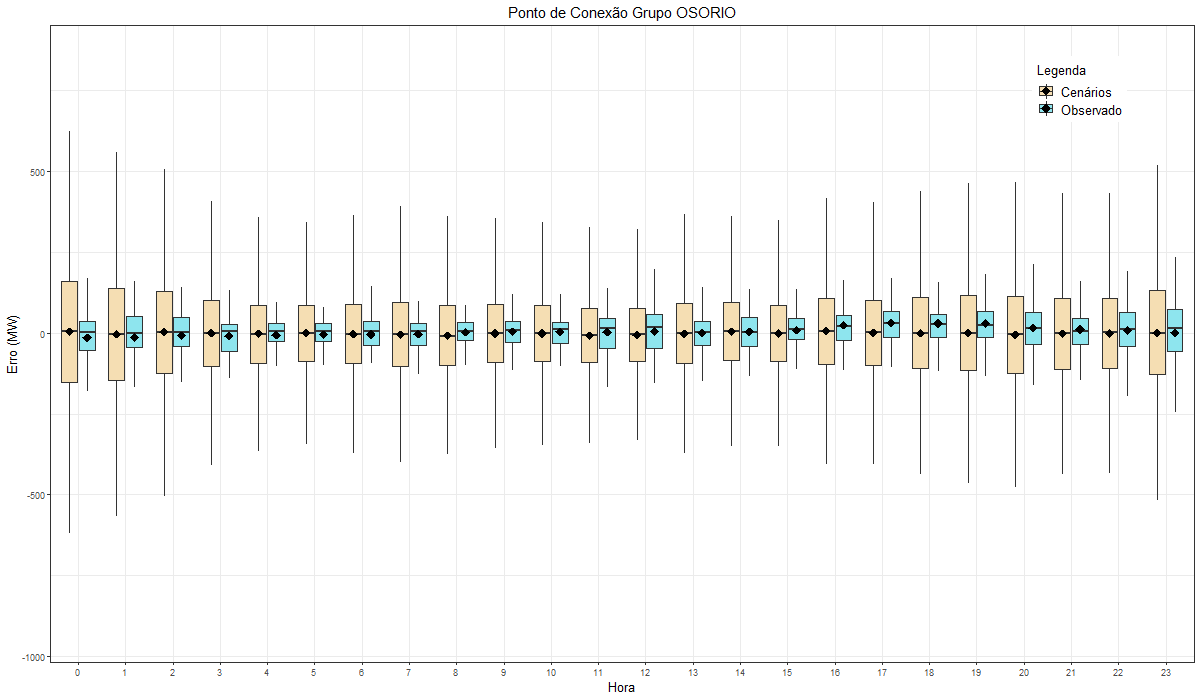 Ponto de Conexão Grupo OSORIO
Legenda
Cenários
Observado
Erro (MW)
500
0
-500
-1000
0 1 2 3 4 5 6 7 8 9 10 11 12 13 14 15 16 17 18 19 20 21 22 23
Hora